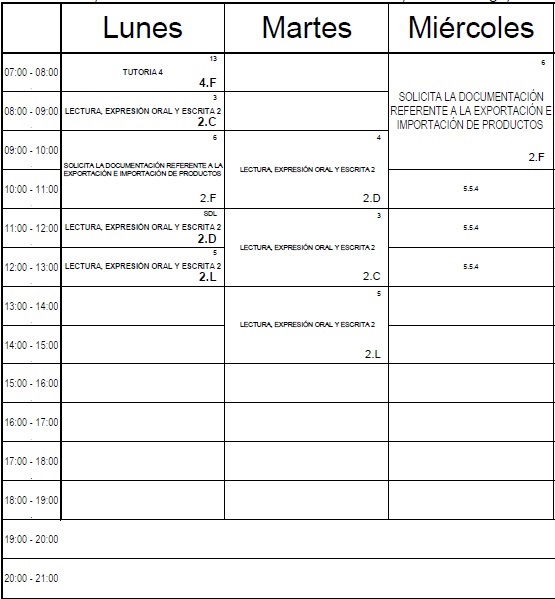 Lunes Martes Miércoles
07:00 - 08:00
13
TUTORIA 4
4.F
6
SOLICITA LA DOCUMENTACIÓN
REFERENTE A LA EXPORTACIÓN E
IMPORTACIÓN DE PRODUCTOS
2.F
08:00 - 09:00
3
LECTURA, EXPRESIÓN ORAL Y ESCRITA 2
2.C
09:00 - 10:00
6
SOLICITA LA DOCUMENTACIÓN REFERENTE A LA
EXPORTACIÓN E IMPORTACIÓN DE PRODUCTOS
2.F
4
LECTURA, EXPRESIÓN ORAL Y ESCRITA 2
2.D
10:00 - 11:00
5.5.4
11:00 - 12:00
SDL
LECTURA, EXPRESIÓN ORAL Y ESCRITA 2
2.D
3
LECTURA, EXPRESIÓN ORAL Y ESCRITA 2
2.C
5.5.4
12:00 - 13:00
5
LECTURA, EXPRESIÓN ORAL Y ESCRITA 2
2.L
5.5.4
13:00 - 14:00
5
LECTURA, EXPRESIÓN ORAL Y ESCRITA 2
2.L
14:00 - 15:00
15:00 - 16:00
16:00 - 17:00
17:00 - 18:00
18:00 - 19:00
19:00 - 20:00
20:00 - 21:00